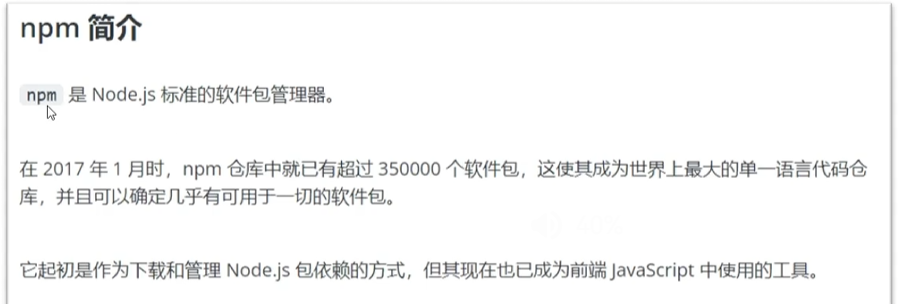 npm 简介
npm 是 Node.js 标准的软件包管理器。
在 2017 年 1 月时，npm 仓库中就已有超过 350000 个软件包，这使其成为世界上最大的单一语言代码仓
库，并且可以确定几乎有可用于一切的软件包。
它起初是作为下载和管理 Node.js 包依赖的方式，但其现在也已成为前端 JavaScript 中使用的工具。